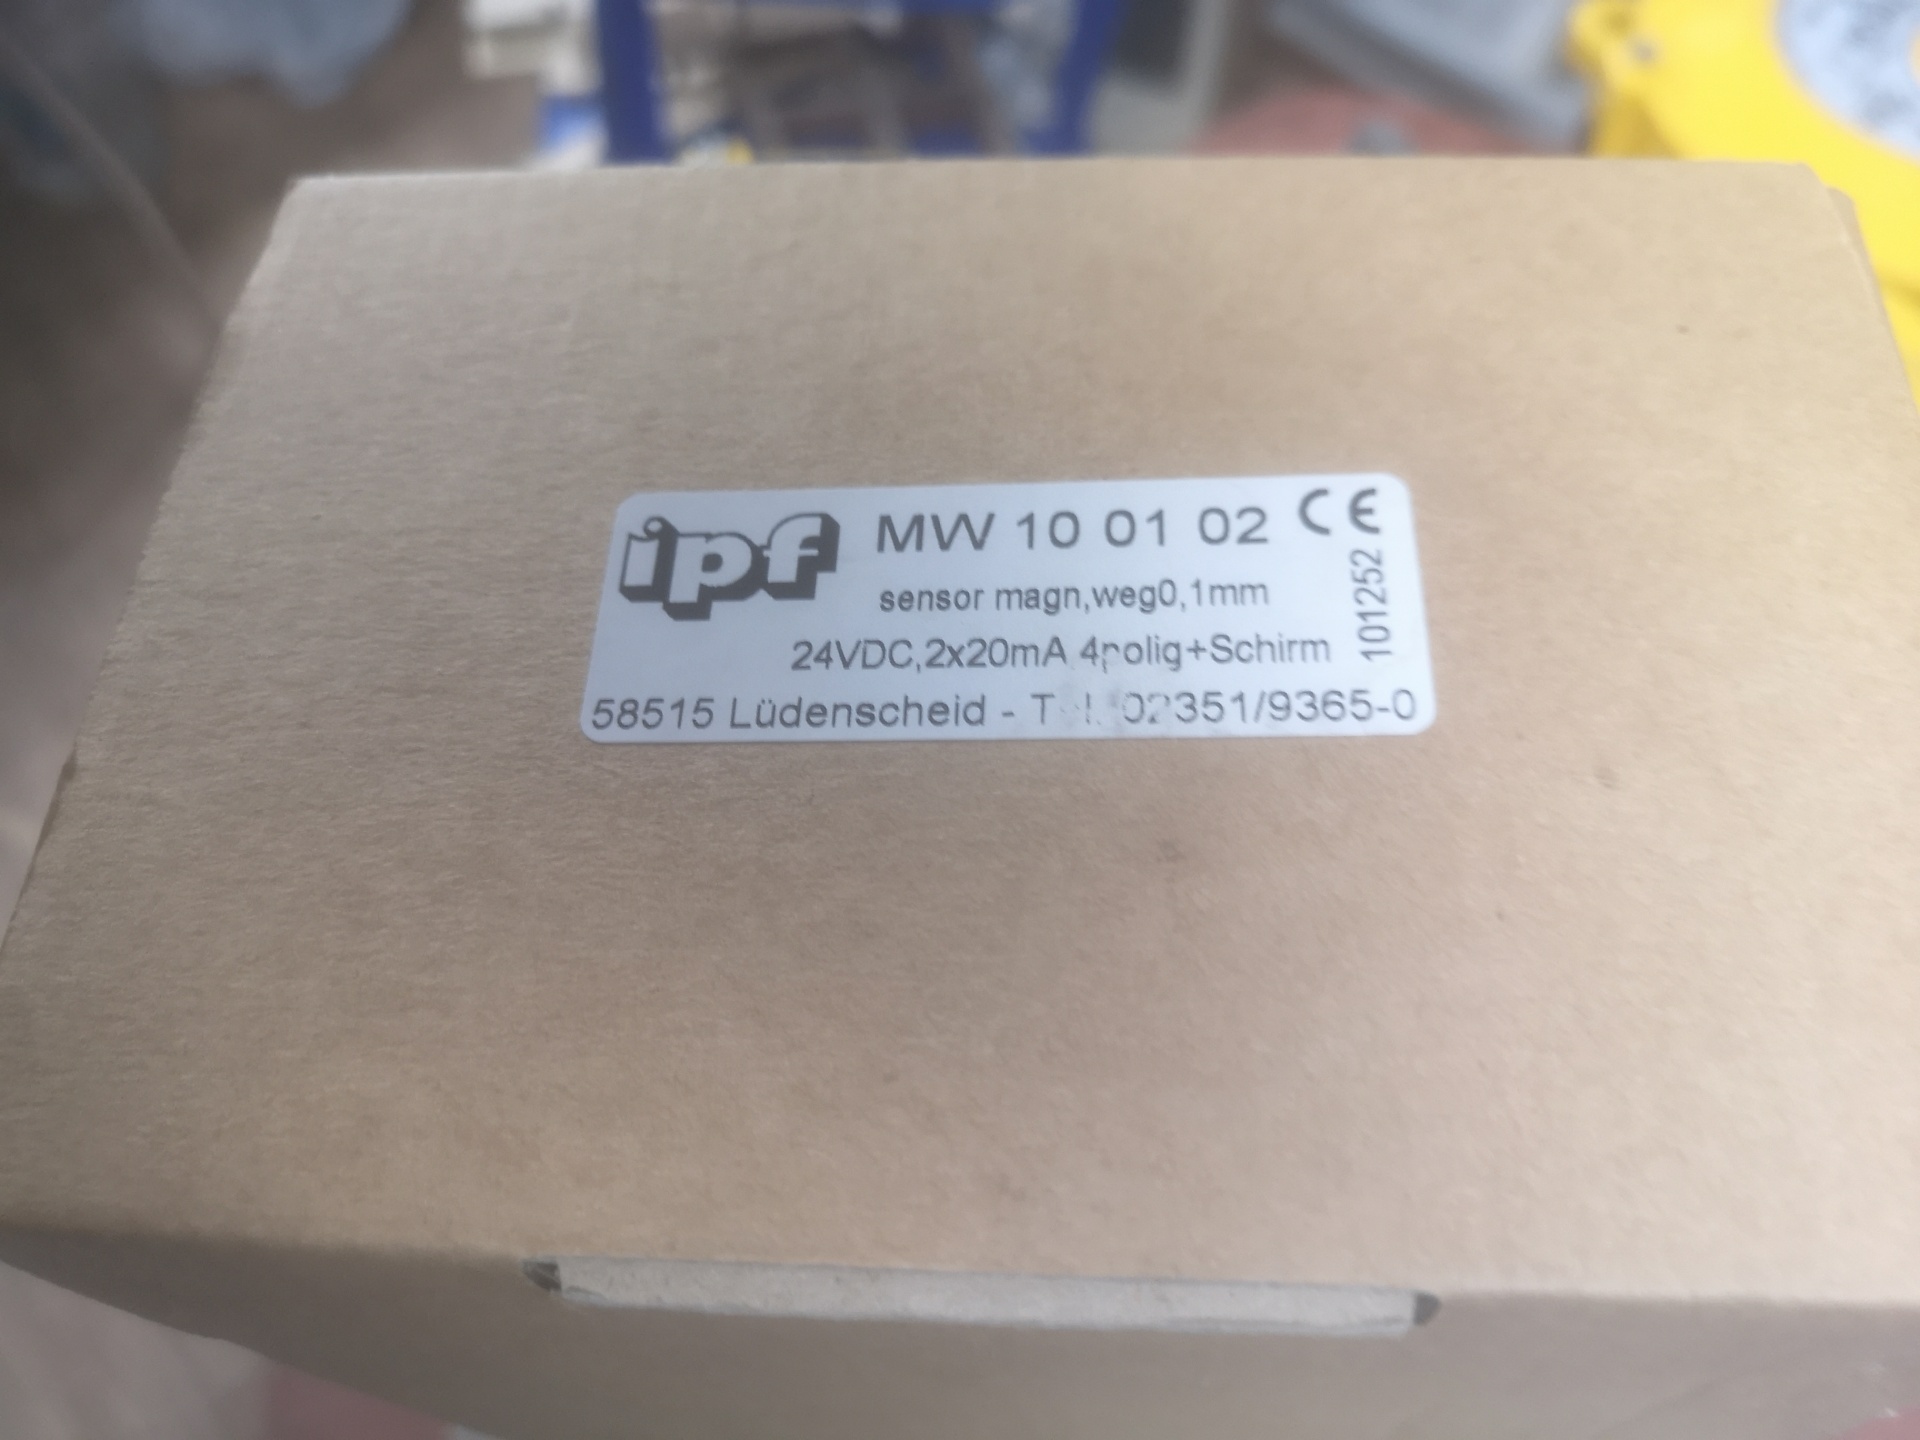 ipf MW 10 01 02 CE
sensor magn,weg0,1mm
101252
24VDC,2x20mA 4polig+Schirm
58515 Lüdenscheid - Tel. 02351/9365-0